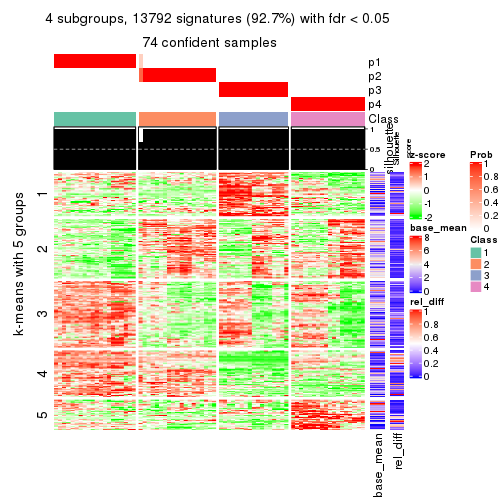 4 subgroups, 13792 signatures (92.7%) with fdr < 0.05
74 confident samples
p1
p2
p3
p4
Class
1
0.5
0
silhouette
Silhouette
score
k-means with 5 groups
1
2
3
4
5
base_mean
rel_diff
z-score
2
1
0
-1
-2
base_mean
8
6
4
2
0
rel_diff
1
0.8
0.6
0.4
0.2
0
Prob
1
0.8
0.6
0.4
0.2
0
Class
1
2
3
4